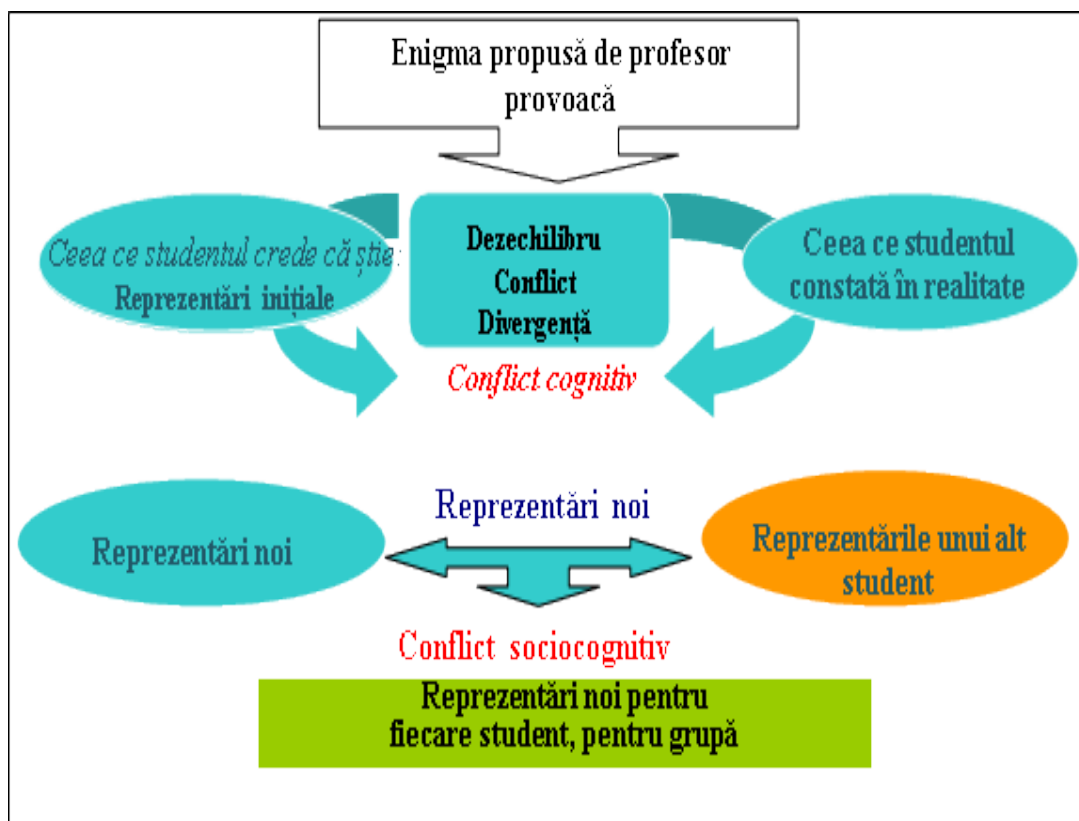 Enigma propusă de profesor
provoacă
Ceea ce studentul crede că știe:
Reprezentări inițiale
Dezechilibru
Conflict
Divergență
Ceea ce studentul
constată în realitate
Conflict cognitiv
Reprezentări noi
Reprezentări noi
Reprezentările unui alt
student
Conflict sociocognitiv
Reprezentări noi pentru
fiecare student, pentru grupă